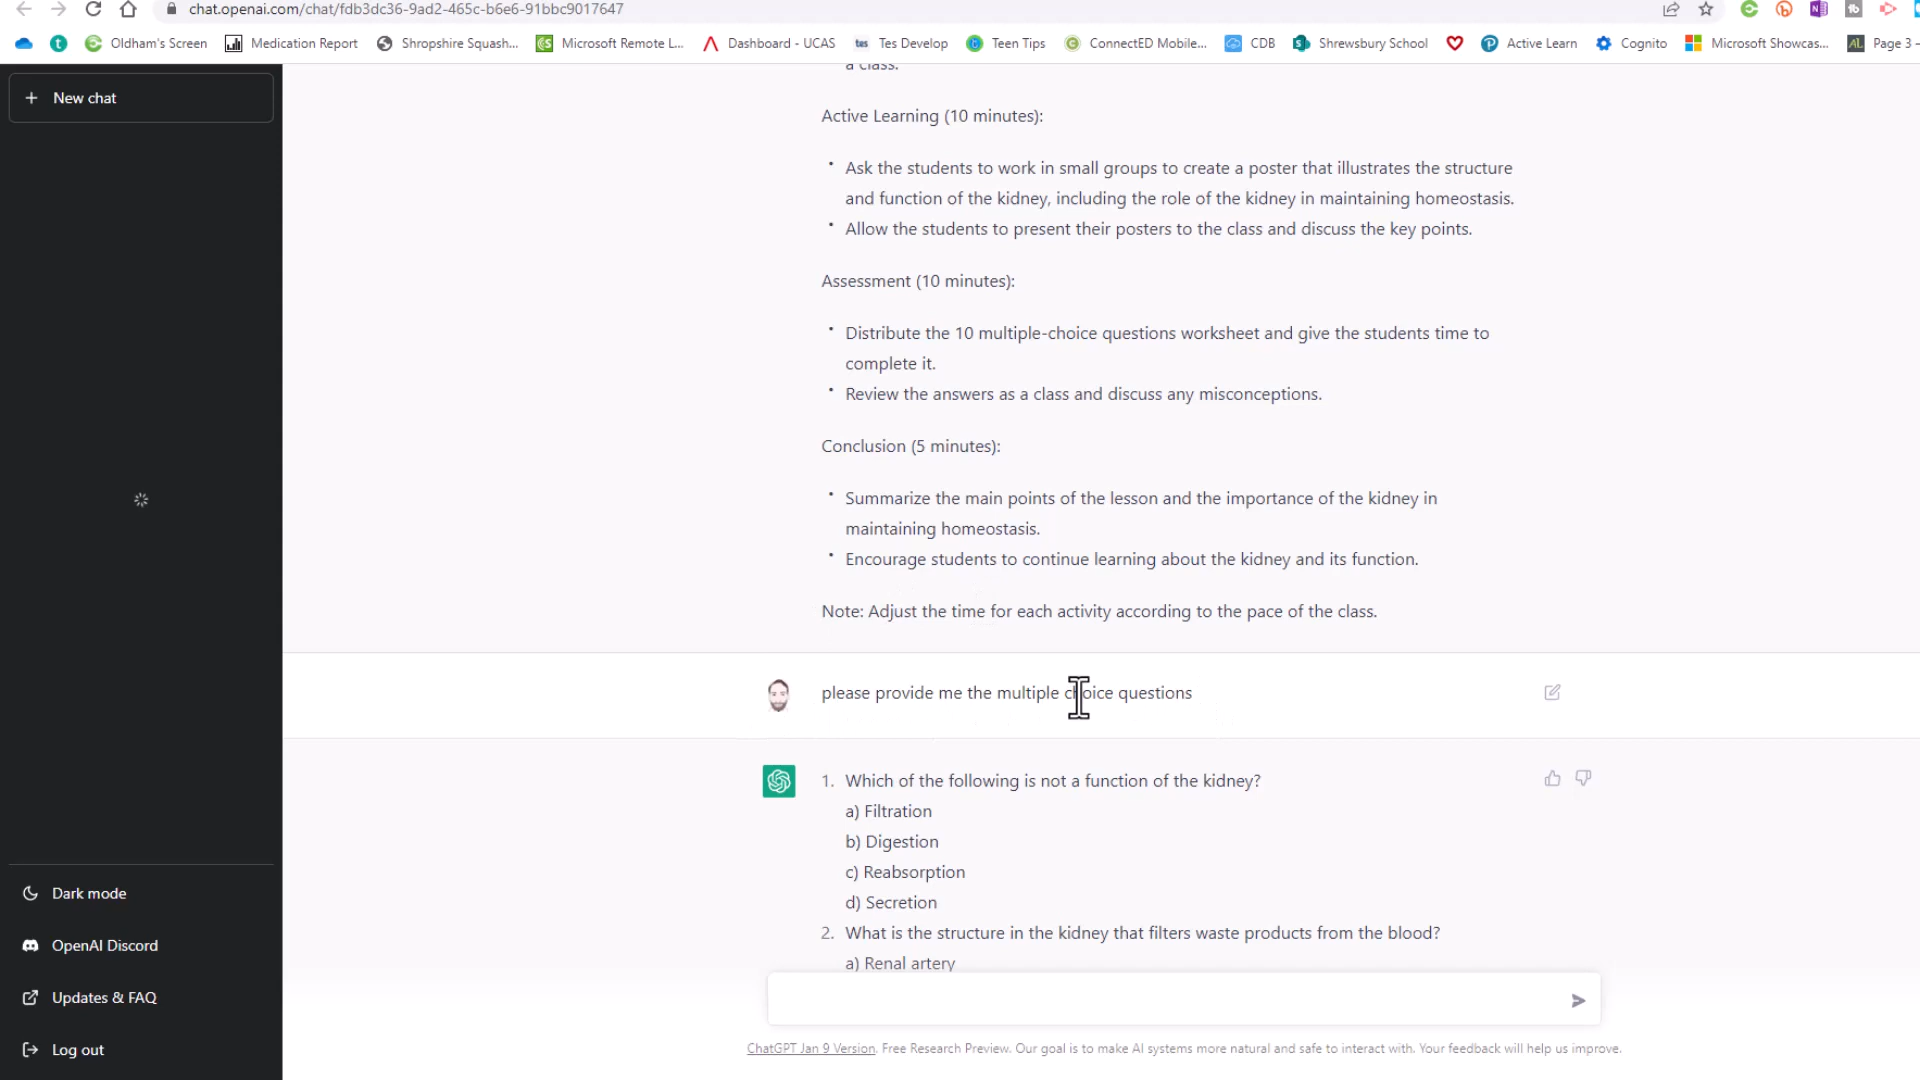 chat.openai.com/chat/fdb3dc36-9ad2-465c-b6e6-91bbc9017647
Oldham's Screen
Medication Report
Shropshire Squash...
Microsoft Remote L...
Dashboard - UCAS
tes
Tes Develop
Teen Tips
ConnectED Mobile...
CDB
Shrewsbury School
Active Learn
Cognito
Microsoft Showcas...
AL
Page 3 -
New chat
a class.
Active Learning (10 minutes):
• Ask the students to work in small groups to create a poster that illustrates the structure
and function of the kidney, including the role of the kidney in maintaining homeostasis.
• Allow the students to present their posters to the class and discuss the key points.
Assessment (10 minutes):
• Distribute the 10 multiple-choice questions worksheet and give the students time to
complete it.
• Review the answers as a class and discuss any misconceptions.
Conclusion (5 minutes):
• Summarize the main points of the lesson and the importance of the kidney in
maintaining homeostasis.
• Encourage students to continue learning about the kidney and its function.
Note: Adjust the time for each activity according to the pace of the class.
please provide me the multiple choice questions
1. Which of the following is not a function of the kidney?
a) Filtration
b) Digestion
c) Reabsorption
d) Secretion
2. What is the structure in the kidney that filters waste products from the blood?
a) Renal artery
Dark mode
OpenAI Discord
Updates & FAQ
Log out
ChatGPT Jan 9 Version. Free Research Preview. Our goal is to make AI systems more natural and safe to interact with. Your feedback will help us improve.